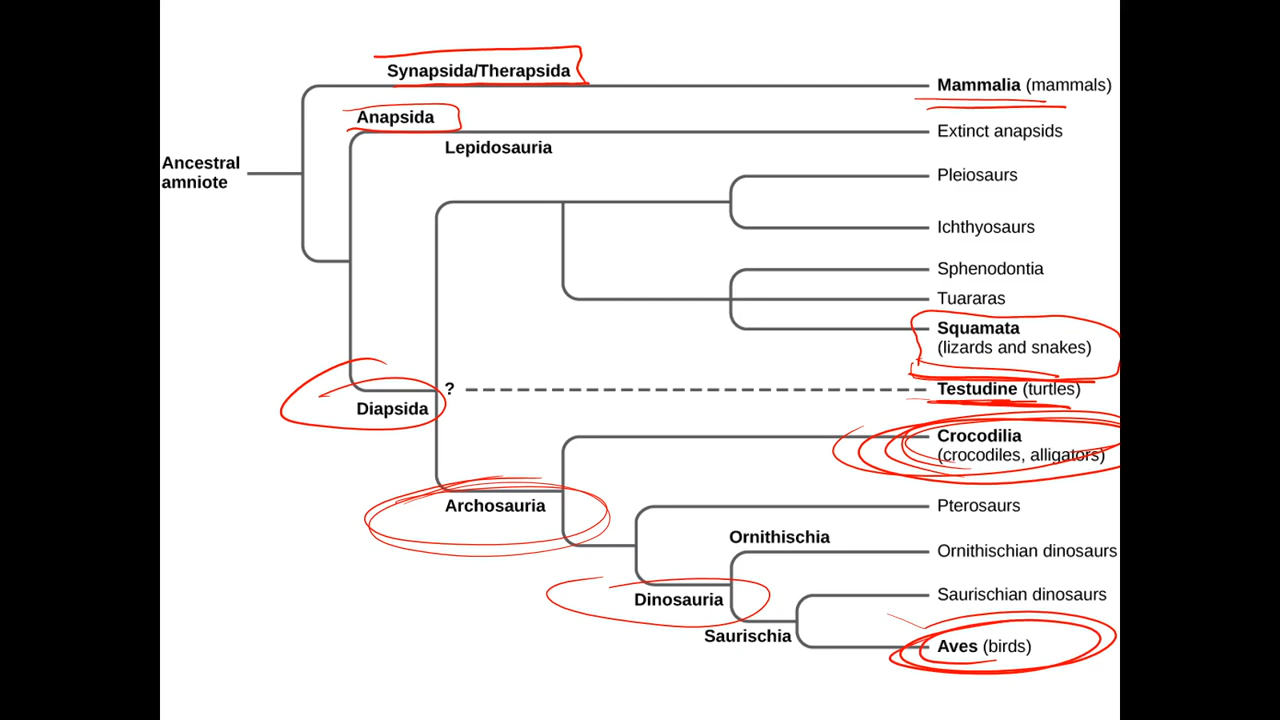 Synapsida/Therapsida
Mammalia (mammals)
Anapsida
Extinct anapsids
Lepidosauria
Ancestral
amniote
Pleiosaurs
Ichthyosaurs
Sphenodontia
Tuararas
Squamata
(lizards and snakes)
?
Testudine (turtles)
Diapsida
Crocodilia
(crocodiles, alligators)
Archosauria
Pterosaurs
Ornithischia
Ornithischian dinosaurs
Dinosauria
Saurischian dinosaurs
Saurischia
Aves (birds)